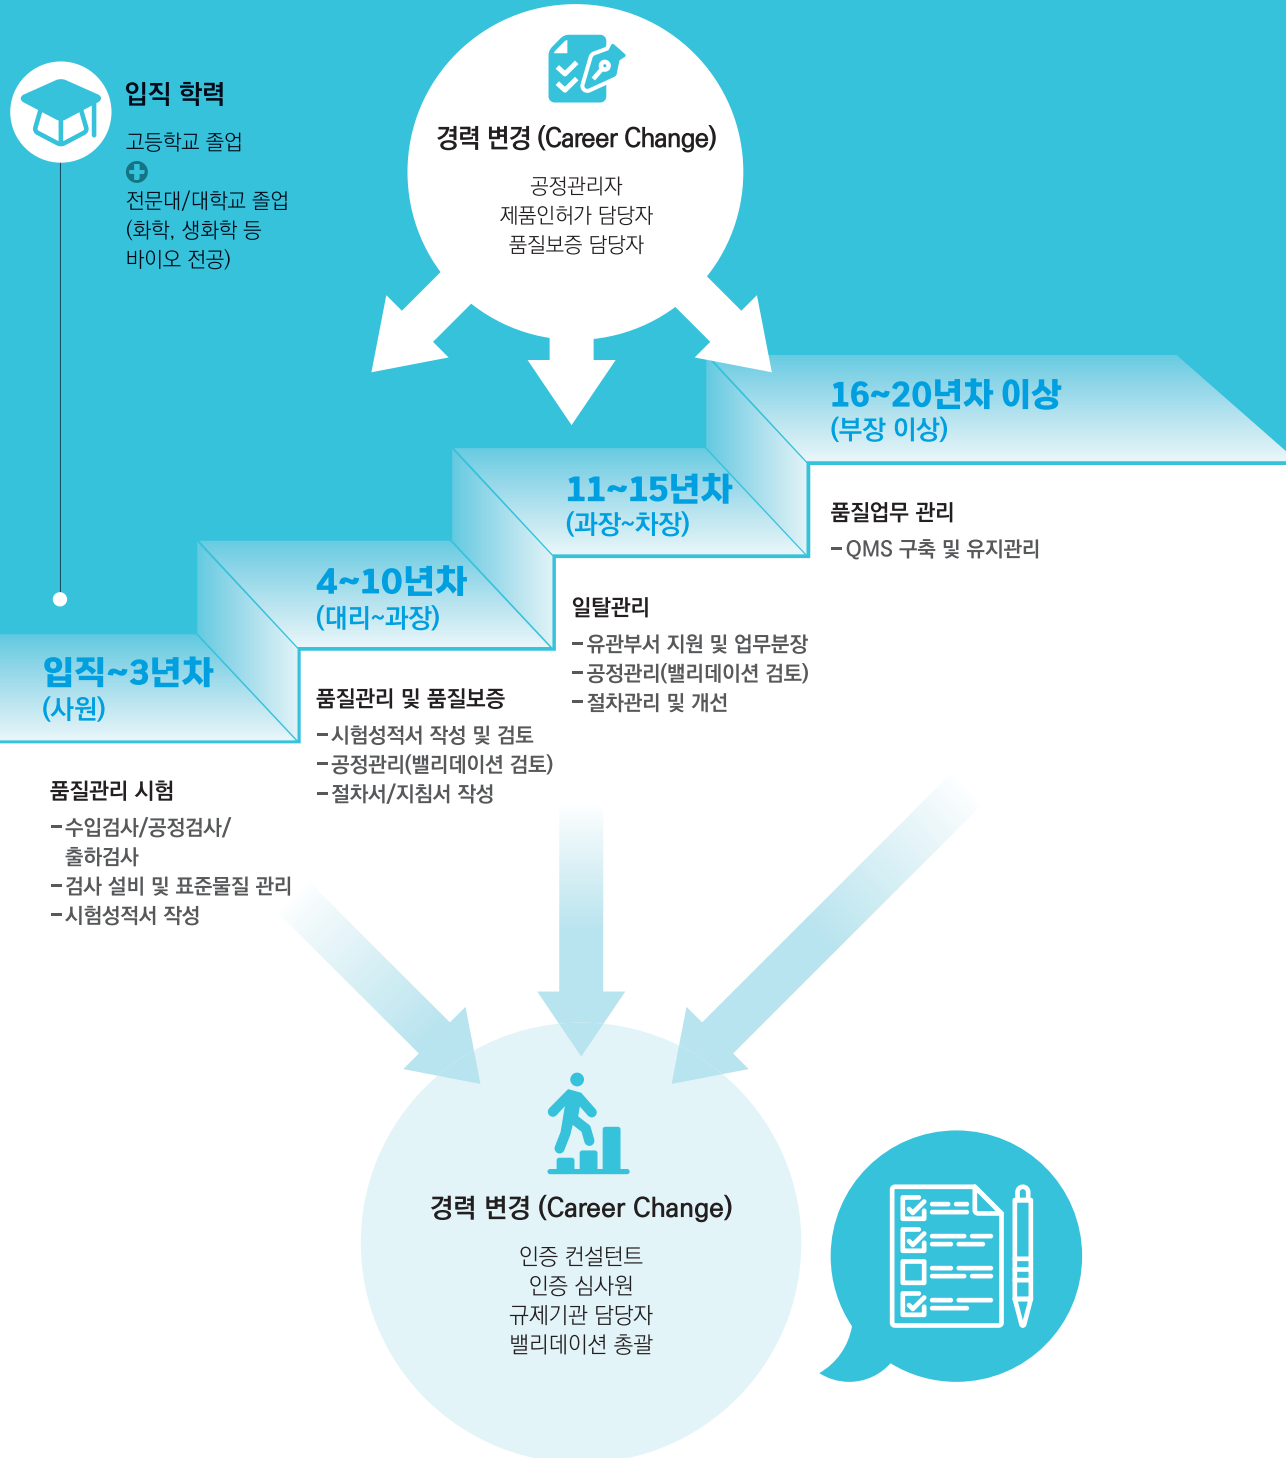 입직 학력
고등학교 졸업
전문대/대학교 졸업
(화학, 생화학 등
바이오 전공)
경력 변경 (Career Change)
공정관리자
제품인허가 담당자
품질보증 담당자
16~20년차 이상
(부장 이상)
품질업무 관리
– QMS 구축 및 유지관리
11~15년차
(과장~차장)
일탈관리
– 유관부서 지원 및 업무분장
– 공정관리(밸리데이션 검토)
– 절차관리 및 개선
4~10년차
(대리~과장)
품질관리 및 품질보증
– 시험성적서 작성 및 검토
– 공정관리(밸리데이션 검토)
– 절차서/지침서 작성
입직~3년차
(사원)
품질관리 시험
– 수입검사/공정검사/
출하검사
– 검사 설비 및 표준물질 관리
– 시험성적서 작성
경력 변경 (Career Change)
인증 컨설턴트
인증 심사원
규제기관 담당자
밸리데이션 총괄